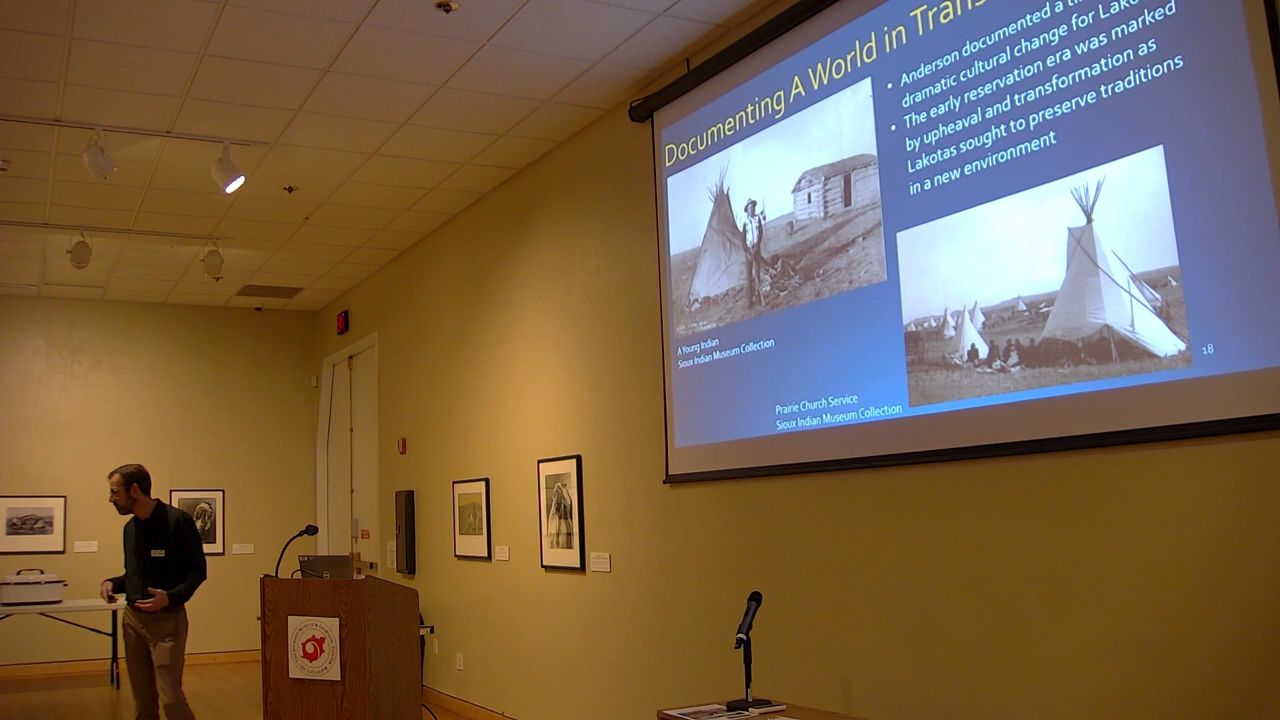 Documenting A World in Trans
Anderson documented a
dramatic cultural change for Lako
The early reservation era was marked
by upheaval and transformation as
Lakotas sought to preserve traditions
in a new environment
A Young Indian
Sioux Indian Museum Collection
Prairie Church Service
Sioux Indian Museum Collection
18